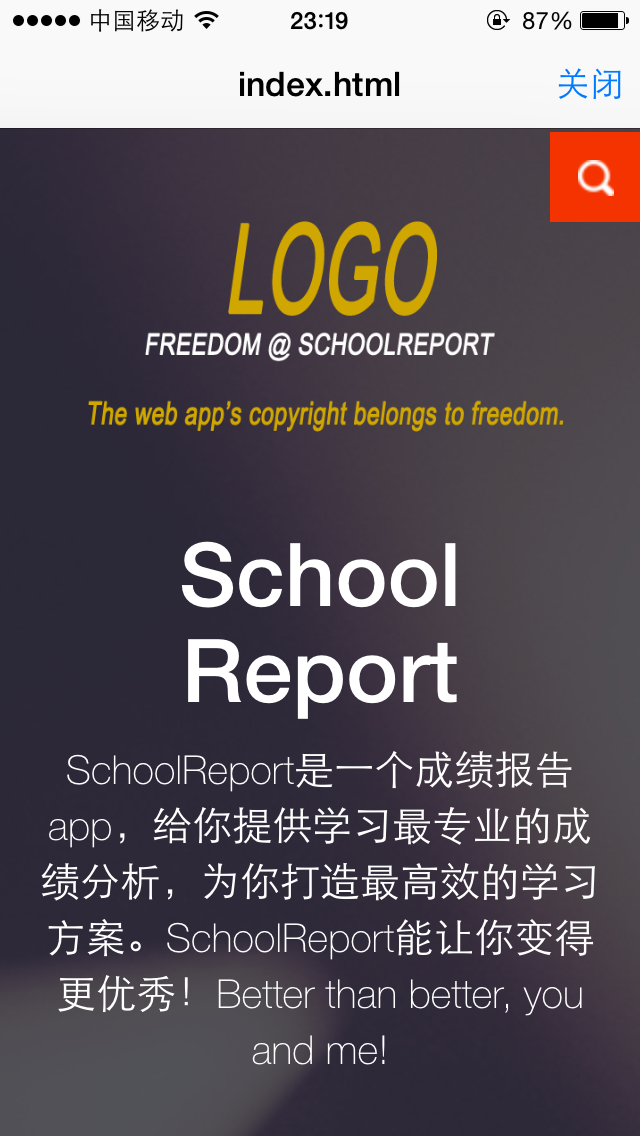 中国移动 23:19 87%
index.html 关闭
LOGO
FREEDOM @ SCHOOLREPORT
The web app's copyright belongs to freedom.
School
Report
SchoolReport是一个成绩报告
app，给你提供学习最专业的成
绩分析，为你打造最高效的学习
方案。SchoolReport能让你变得
更优秀！Better than better, you
and me!